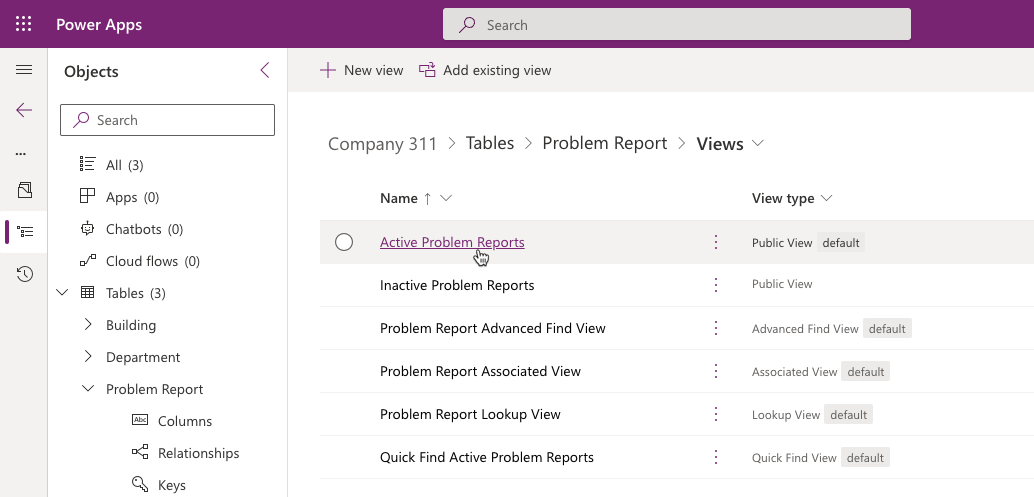 Power Apps
Search
Objects
Search
All (3)
Apps (0)
Chatbots (0)
Cloud flows (0)
Tables (3)
Building
Department
Problem Report
Abc Columns
Relationships
Keys
New view Add existing view
Company 311 > Tables > Problem Report > Views
Name ↑ View type
Active Problem Reports Public View default
Inactive Problem Reports Public View
Problem Report Advanced Find View Advanced Find View default
Problem Report Associated View Associated View default
Problem Report Lookup View Lookup View default
Quick Find Active Problem Reports Quick Find View default